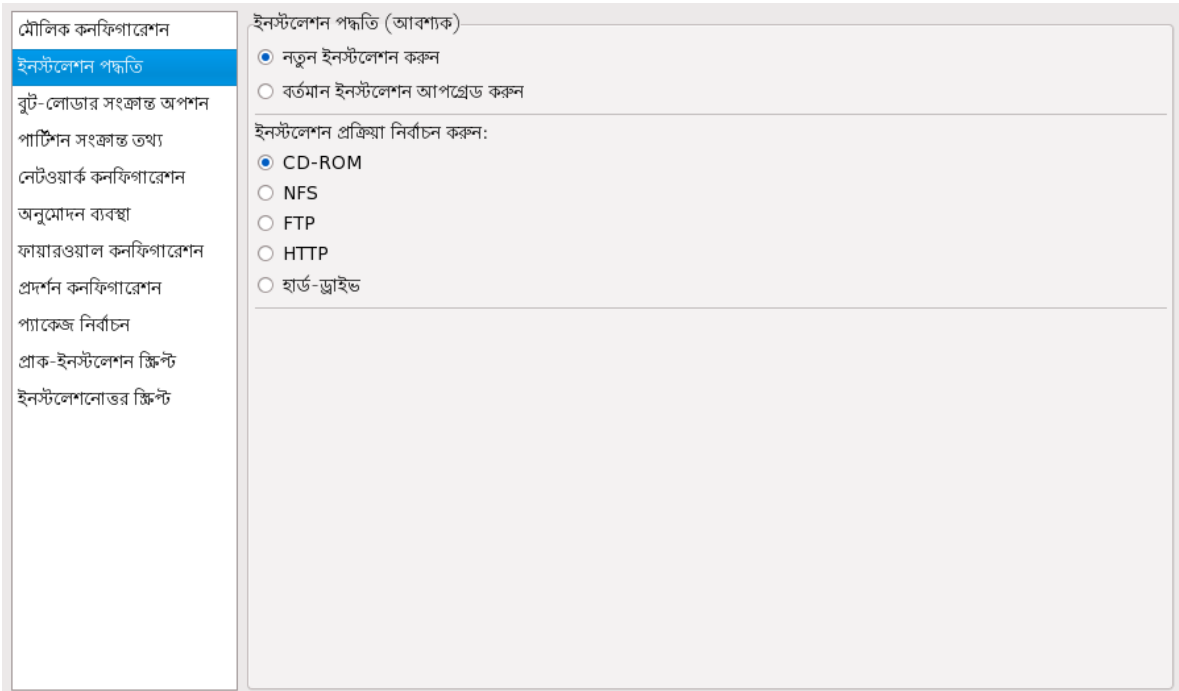 মৌলিক কনফিগারেশন
ইনস্টলেশন পদ্ধতি
বুট-লোডার সংক্রান্ত অপশন
পার্টিশন সংক্রান্ত তথ্য
নেটওয়ার্ক কনফিগারেশন
অনুমোদন ব্যবস্থা
ফায়ারওয়াল কনফিগারেশন
প্রদর্শন কনফিগারেশন
প্যাকেজ নির্বাচন
প্রাক-ইনস্টলেশন স্ক্রিপ্ট
ইনস্টলেশনোত্তর স্ক্রিপ্ট
ইনস্টলেশন পদ্ধতি (আবশ্যক)
নতুন ইনস্টলেশন করুন
বর্তমান ইনস্টলেশন আপগ্রেড করুন
ইনস্টলেশন প্রক্রিয়া নির্বাচন করুন:
CD-ROM
NFS
FTP
HTTP
হার্ড-ড্রাইভ